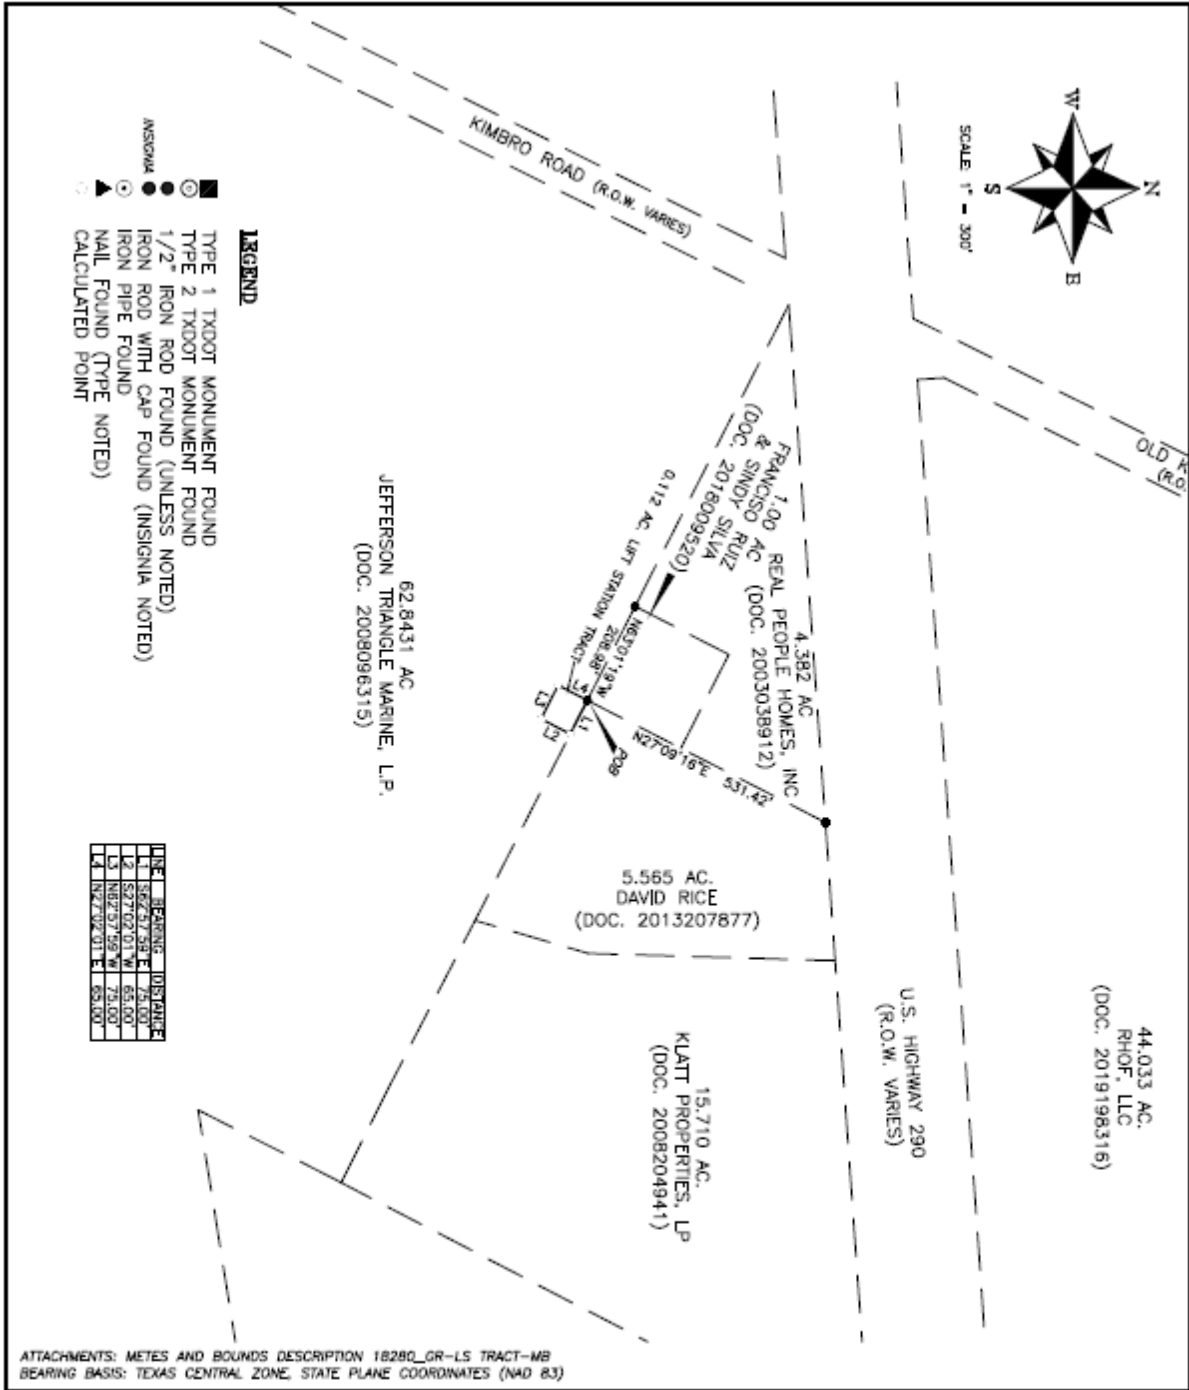 W
N
S
E
SCALE: 1" = 300'
KIMBRO ROAD (R.O.W. VARIES)
OLD K
(R.O.
44.033 AC.
RHOF, LLC
(DOC. 2019198316)
U.S. HIGHWAY 290
(R.O.W. VARIES)
4.382 AC
REAL PEOPLE HOMES, INC
(DOC. 2003038912)
1.00 AC
FRANCISO RUIZ
& SINDY SILVA
(DOC. 2018009520)
0.112 AC. LIFT STATION TRACT
N63°01'19"W
208.98'
N27°09'16"E 531.42'
POB
L1
L2
L3
L4
5.565 AC.
DAVID RICE
(DOC. 2013207877)
15.710 AC.
KLATT PROPERTIES, LP
(DOC. 2008204941)
62.8431 AC
JEFFERSON TRIANGLE MARINE, L.P.
(DOC. 2008096315)
LEGEND
TYPE 1 TXDOT MONUMENT FOUND
TYPE 2 TXDOT MONUMENT FOUND
1/2" IRON ROD FOUND (UNLESS NOTED)
INSIGNIA IRON ROD WITH CAP FOUND (INSIGNIA NOTED)
IRON PIPE FOUND
NAIL FOUND (TYPE NOTED)
CALCULATED POINT
LINE BEARING DISTANCE
L1 S62°57'59"E 75.00'
L2 S27°02'01"W 65.00'
L3 N62°57'59"W 75.00'
L4 N27°02'01"E 65.00'
ATTACHMENTS: METES AND BOUNDS DESCRIPTION 18280_GR-LS TRACT-MB
BEARING BASIS: TEXAS CENTRAL ZONE, STATE PLANE COORDINATES (NAD 83)